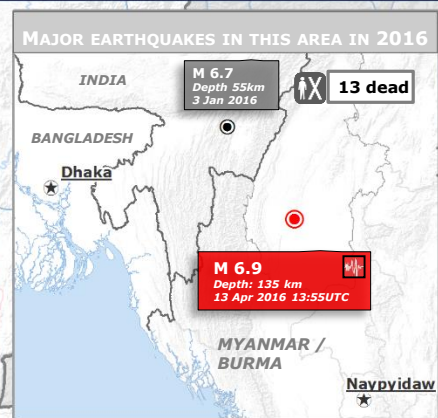 MAJOR EARTHQUAKES IN THIS AREA IN 2016
INDIA
M 6.7
Depth 55km
3 Jan 2016
13 dead
BANGLADESH
Dhaka
M 6.9
Depth: 135 km
13 Apr 2016 13:55UTC
MYANMAR /
BURMA
Naypyidaw